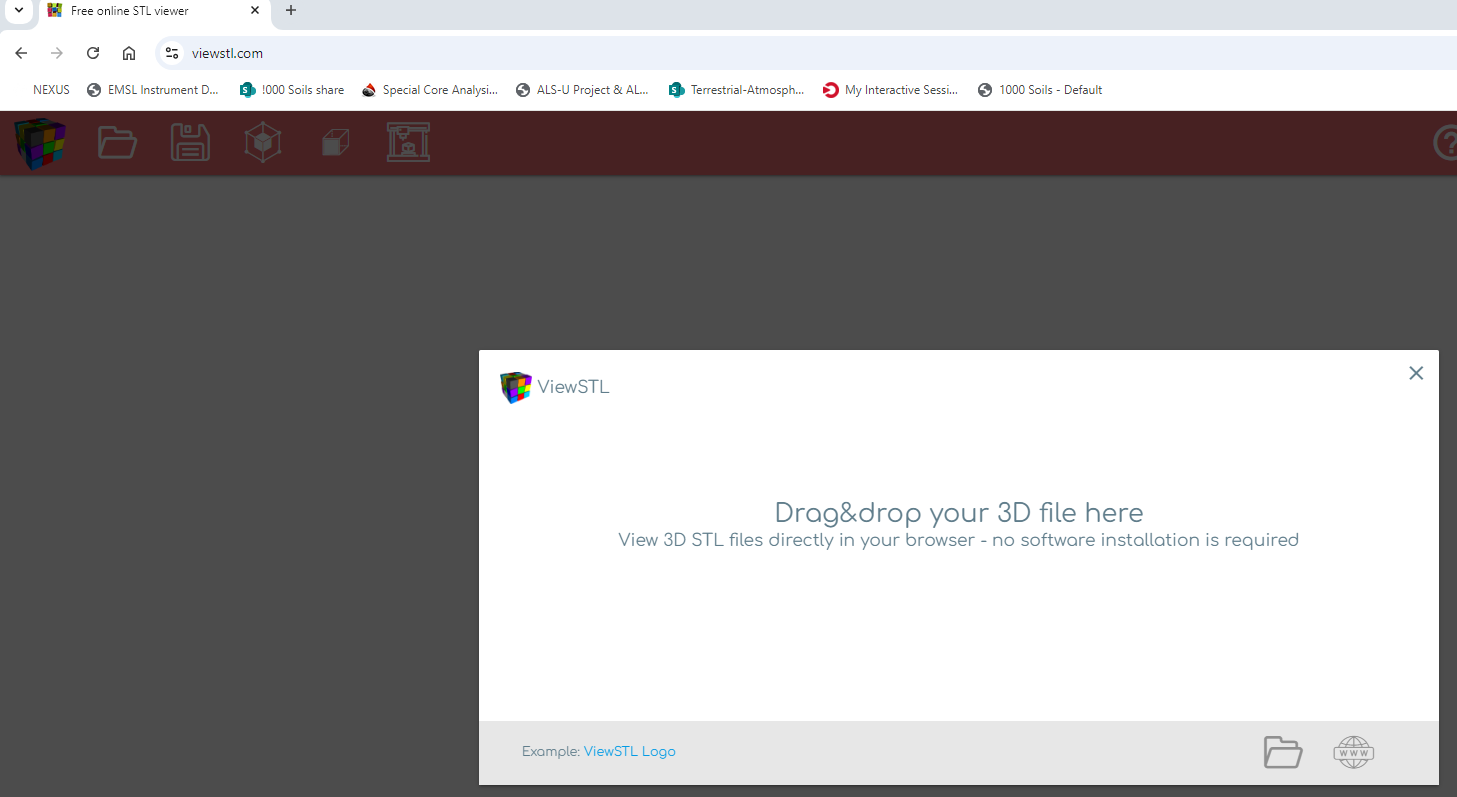 Free online STL viewer
viewstl.com
NEXUS
EMSL Instrument D...
!000 Soils share
Special Core Analysi...
ALS-U Project & AL...
Terrestrial-Atmosph...
My Interactive Sessi...
1000 Soils - Default
ViewSTL
Drag&drop your 3D file here
View 3D STL files directly in your browser - no software installation is required
Example: ViewSTL Logo
WWW